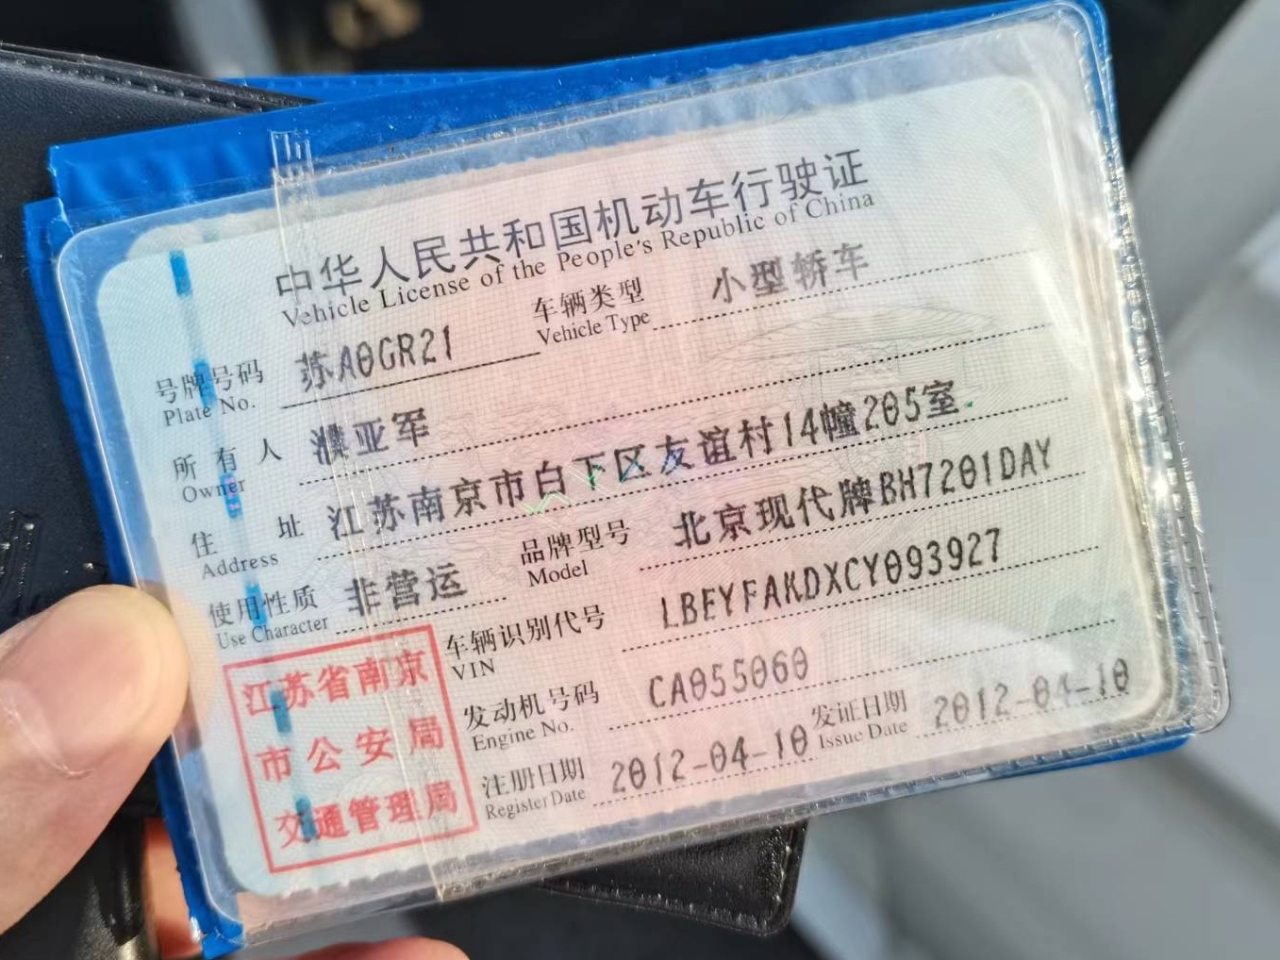 中华人民共和国机动车行驶证
Vehicle License of the People's Republic of China
号牌号码 苏A0GR21 车辆类型 小型轿车
Plate No. Vehicle Type
所有人 濮亚军
Owner
住址 江苏南京市白下区友谊村14幢205室
Address
使用性质 非营运 品牌型号 北京现代牌BH7201DAY
Use Character Model
车辆识别代号 LBEYFAKDXCY093927
VIN
发动机号码 CA055060
Engine No.
注册日期 2012-04-10 发证日期 2012-04-10
Register Date Issue Date
江苏省南京
市公安局
交通管理局